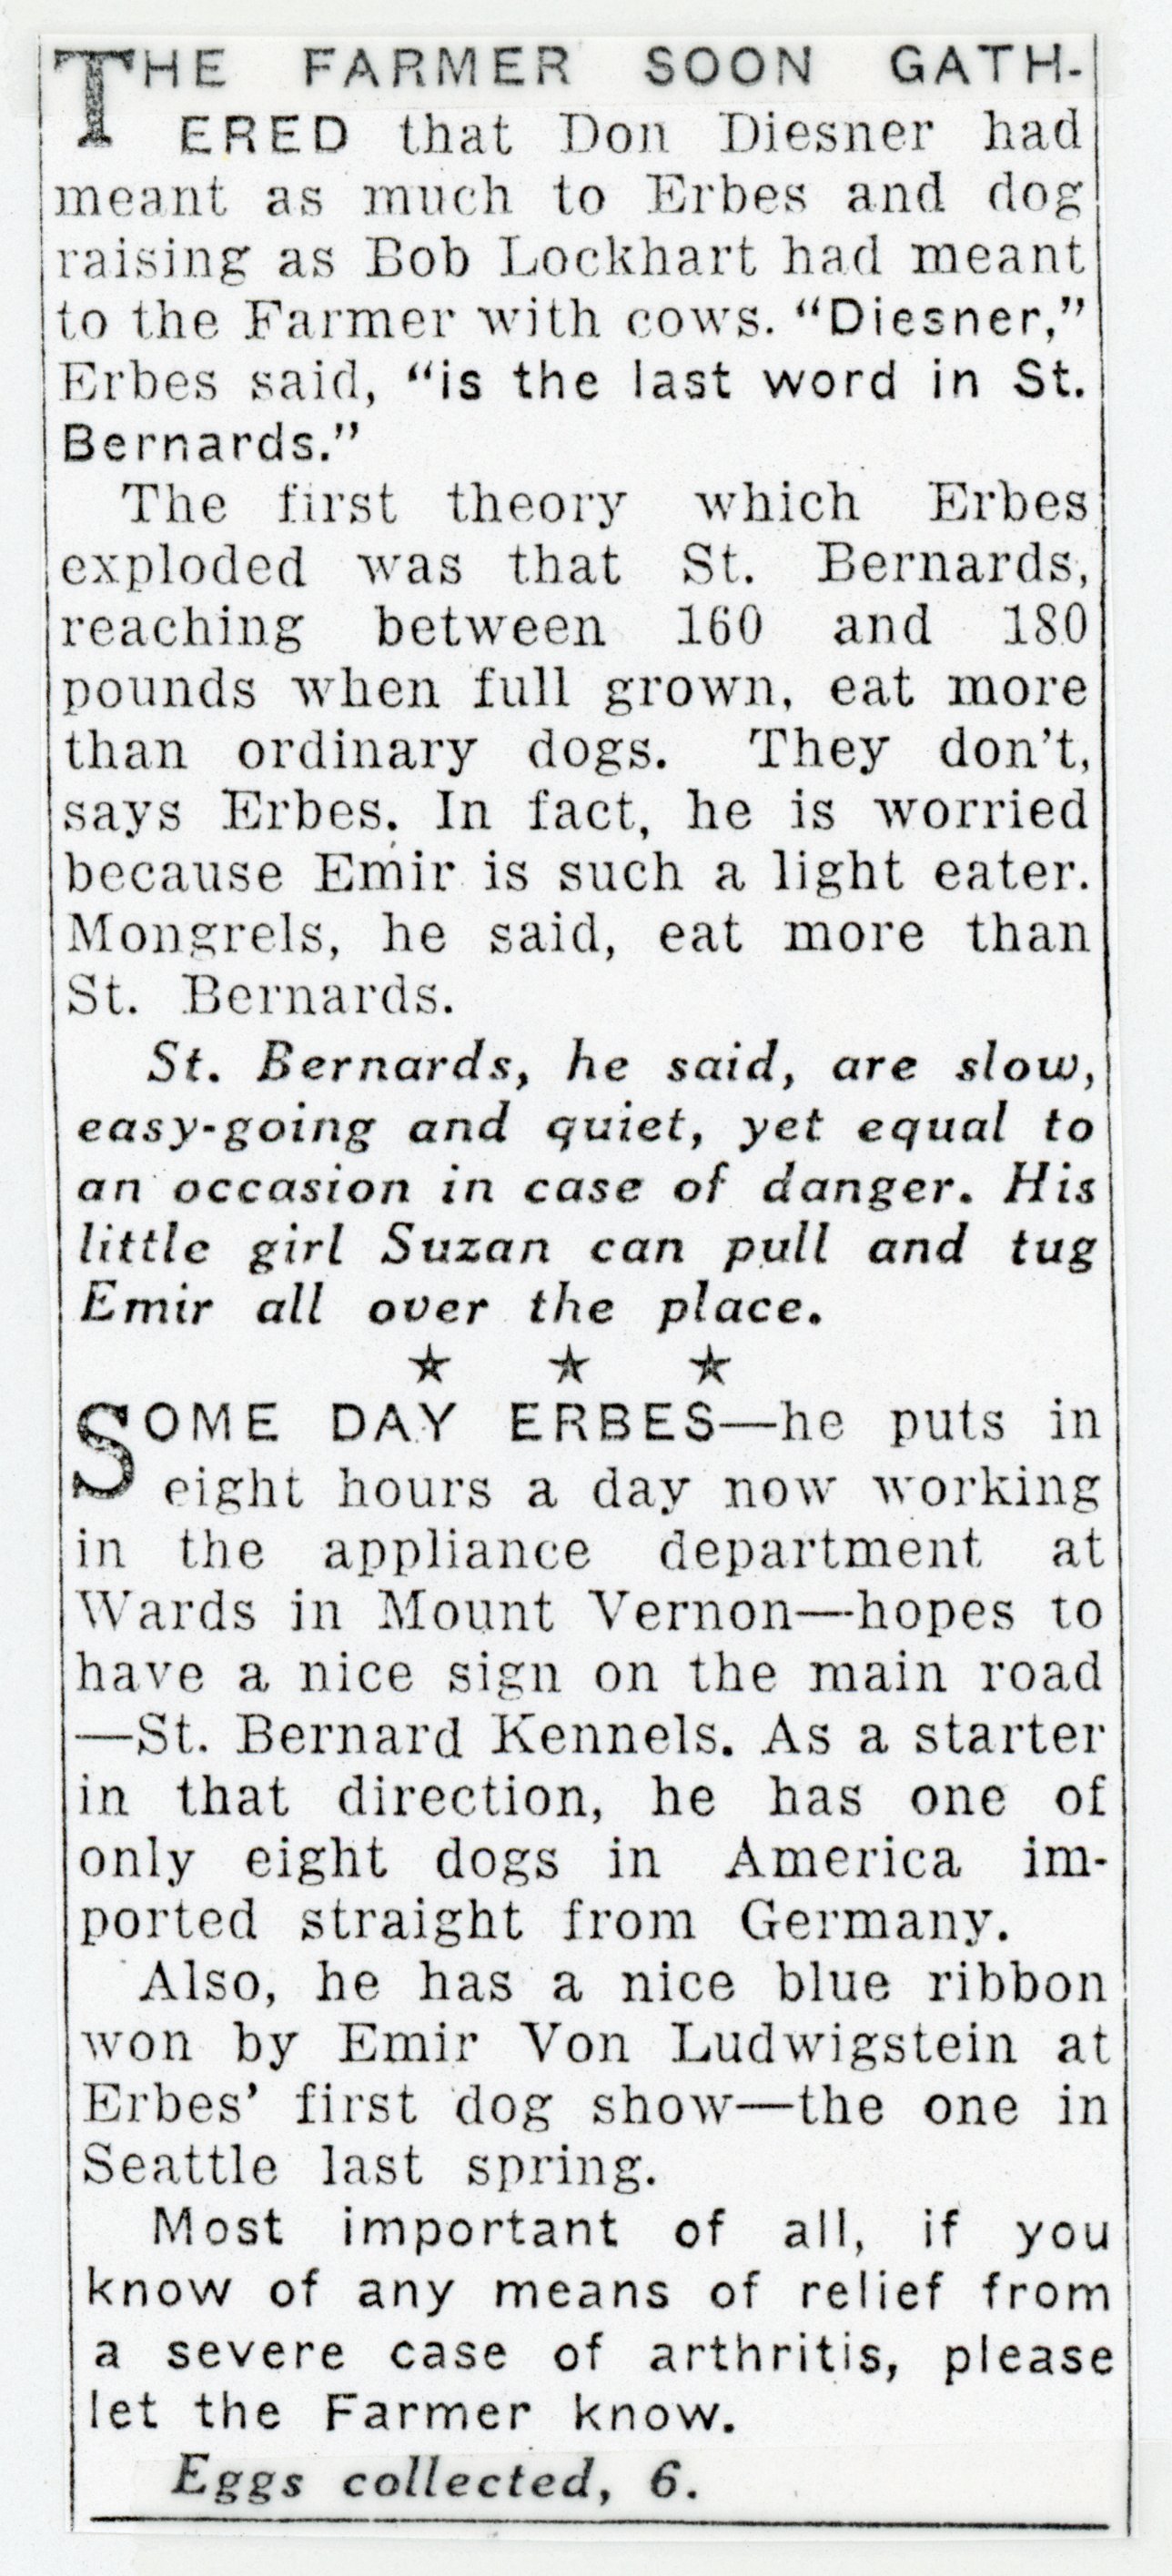 THE FARMER SOON GATH-
ERED that Don Diesner had
meant as much to Erbes and dog
raising as Bob Lockhart had meant
to the Farmer with cows. “Diesner,”
Erbes said, “is the last word in St.
Bernards.”
The first theory which Erbes
exploded was that St. Bernards,
reaching between 160 and 180
pounds when full grown, eat more
than ordinary dogs. They don’t,
says Erbes. In fact, he is worried
because Emir is such a light eater.
Mongrels, he said, eat more than
St. Bernards.
St. Bernards, he said, are slow,
easy-going and quiet, yet equal to
an occasion in case of danger. His
little girl Suzan can pull and tug
Emir all over the place.
★ ★ ★
SOME DAY ERBES—he puts in
eight hours a day now working
in the appliance department at
Wards in Mount Vernon—hopes to
have a nice sign on the main road
—St. Bernard Kennels. As a starter
in that direction, he has one of
only eight dogs in America im-
ported straight from Germany.
Also, he has a nice blue ribbon
won by Emir Von Ludwigstein at
Erbes’ first dog show—the one in
Seattle last spring.
Most important of all, if you
know of any means of relief from
a severe case of arthritis, please
let the Farmer know.
Eggs collected, 6.